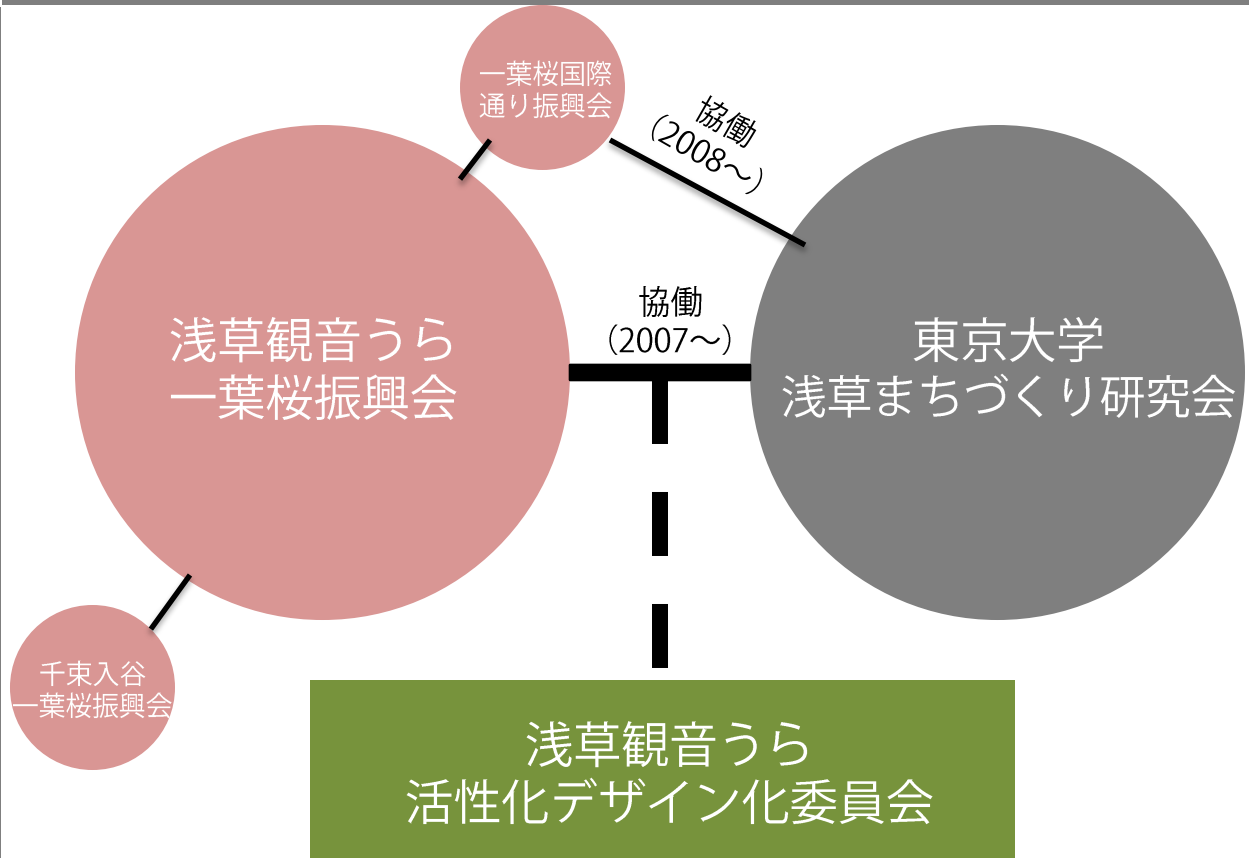 一葉桜国際
通り振興会
協働
(2008～)
協働
(2007～)
浅草観音うら
一葉桜振興会
東京大学
浅草まちづくり研究会
千束入谷
一葉桜振興会
浅草観音うら
活性化デザイン化委員会